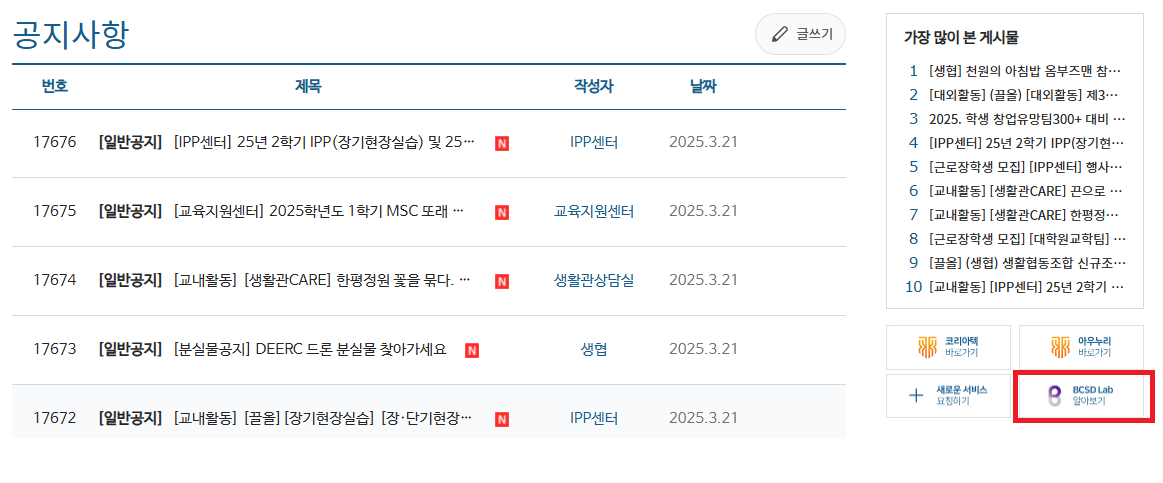 공지사항
글쓰기
번호 제목 작성자 날짜
17676 [일반공지] [IPP센터] 25년 2학기 IPP(장기현장실습) 및 25… N IPP센터 2025.3.21
17675 [일반공지] [교육지원센터] 2025학년도 1학기 MSC 또래 … N 교육지원센터 2025.3.21
17674 [일반공지] [교내활동] [생활관CARE] 한평정원 꽃을 묶다. … N 생활관상담실 2025.3.21
17673 [일반공지] [분실물공지] DEERC 드론 분실물 찾아가세요 N 생협 2025.3.21
17672 [일반공지] [교내활동] [끌올][장기현장실습] [장·단기현장… N IPP센터 2025.3.21
가장 많이 본 게시물
1 [생협] 천원의 아침밥 옴부즈맨 참…
2 [대외활동] (끌올) [대외활동] 제3…
3 2025. 학생 창업유망팀300+ 대비 …
4 [IPP센터] 25년 2학기 IPP(장기현…
5 [근로장학생 모집] [IPP센터] 행사…
6 [교내활동] [생활관CARE] 끈으로 …
7 [교내활동] [생활관CARE] 한평정…
8 [근로장학생 모집] [대학원교학팀] …
9 [끌올] (생협) 생활협동조합 신규조…
10 [교내활동] [IPP센터] 25년 2학기 …
코리아텍
바로가기
아우누리
바로가기
새로운 서비스
요청하기
BCSD Lab
알아보기